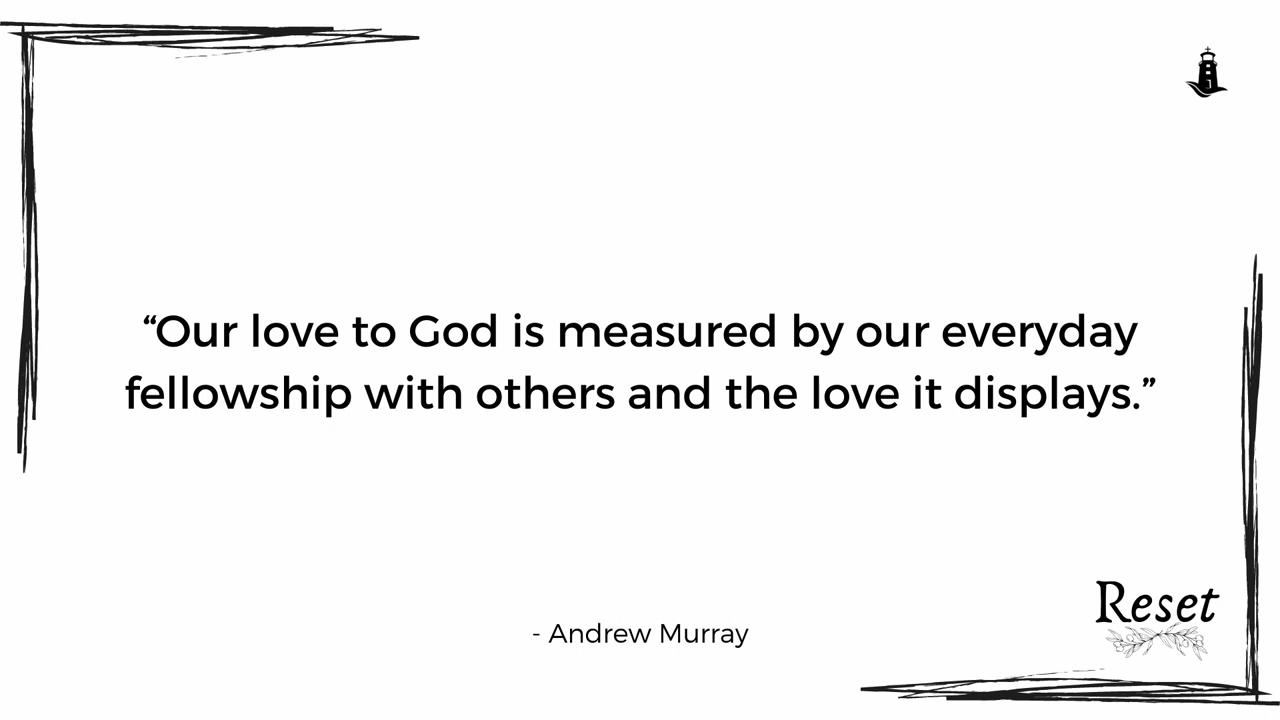 “Our love to God is measured by our everyday
fellowship with others and the love it displays.”
- Andrew Murray
Reset